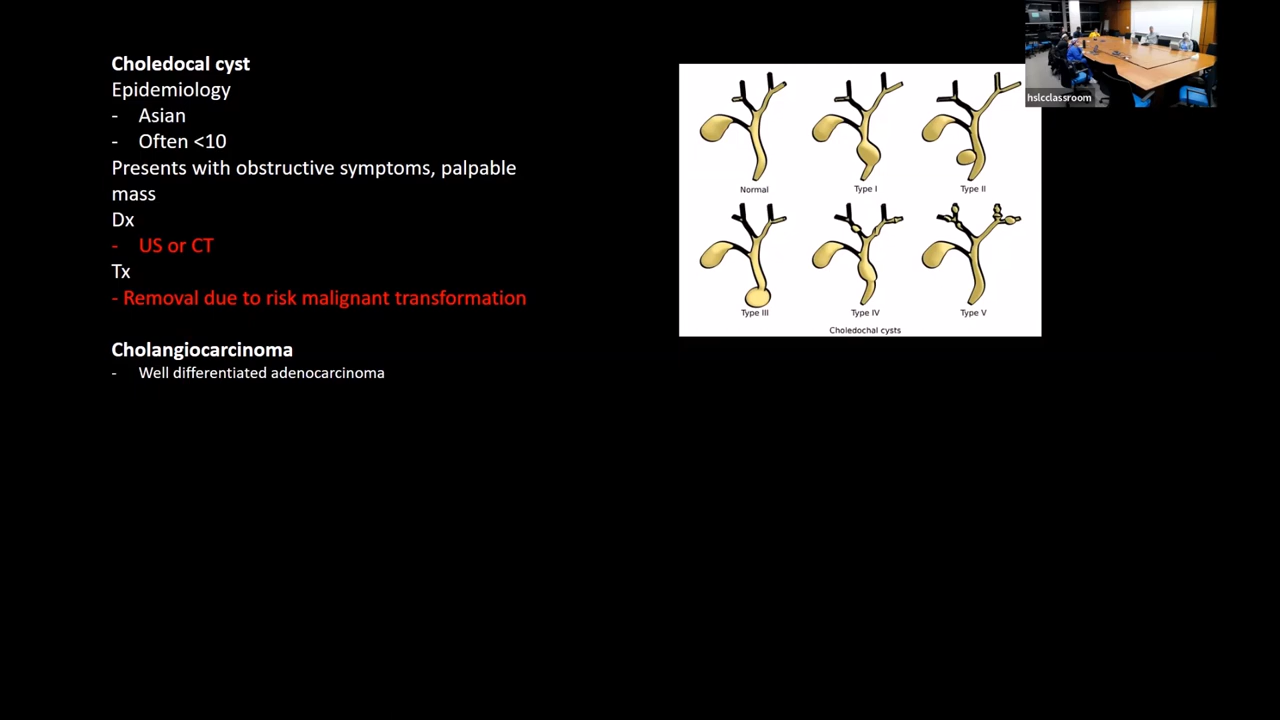 Choledocal cyst
Epidemiology
- Asian
- Often <10
Presents with obstructive symptoms, palpable
mass
Dx
- US or CT
Tx
- Removal due to risk malignant transformation
Cholangiocarcinoma
- Well differentiated adenocarcinoma
Normal
Type I
Type II
Type III
Type IV
Type V
Choledochal cysts
hslcclassroom